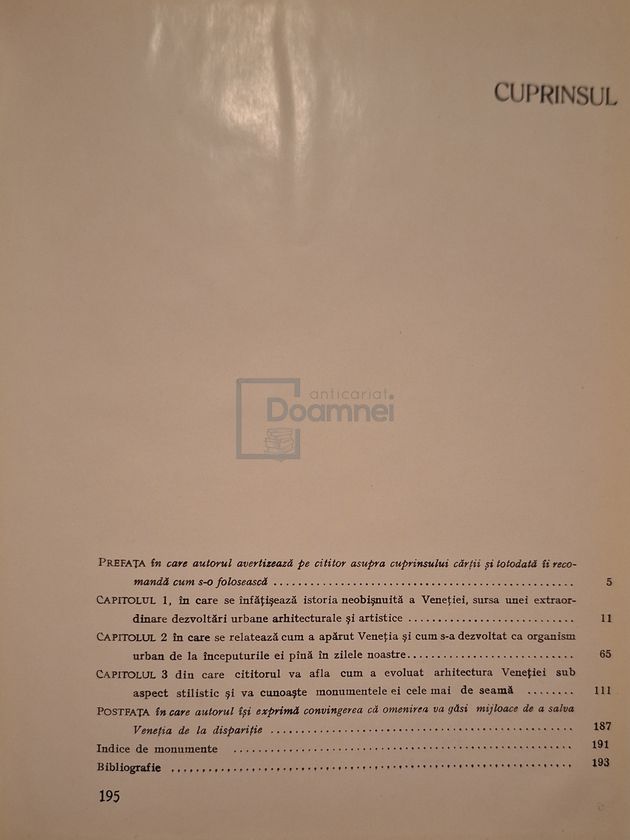 CUPRINSUL
anticariat
Doamnei
PREFAȚA în care autorul avertizează pe cititor asupra cuprinsului cărții și totodată îi reco-
mandă cum s-o folosească 5
CAPITOLUL 1, în care se înfățișează istoria neobișnuită a Veneției, sursa unei extraor-
dinare dezvoltări urbane arhitecturale și artistice 11
CAPITOLUL 2 în care se relatează cum a apărut Veneția și cum s-a dezvoltat ca organism
urban de la începuturile ei pînă în zilele noastre 65
CAPITOLUL 3 din care cititorul va afla cum a evoluat arhitectura Veneției sub
aspect stilistic și va cunoaște monumentele ei cele mai de seamă 111
POSTFAȚA în care autorul își exprimă convingerea că omenirea va găsi mijloace de a salva
Veneția de la dispariție 187
Indice de monumente 191
Bibliografie 193
195